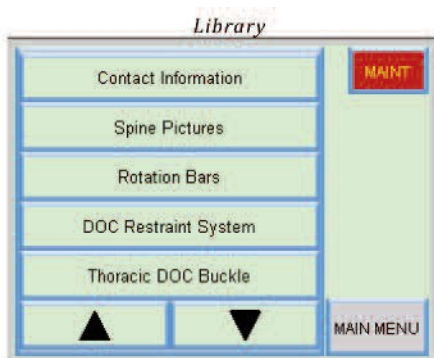 Library
Contact Information
MAINT
Spine Pictures
Rotation Bars
DOC Restraint System
Thoracic DOC Buckle
MAIN MENU